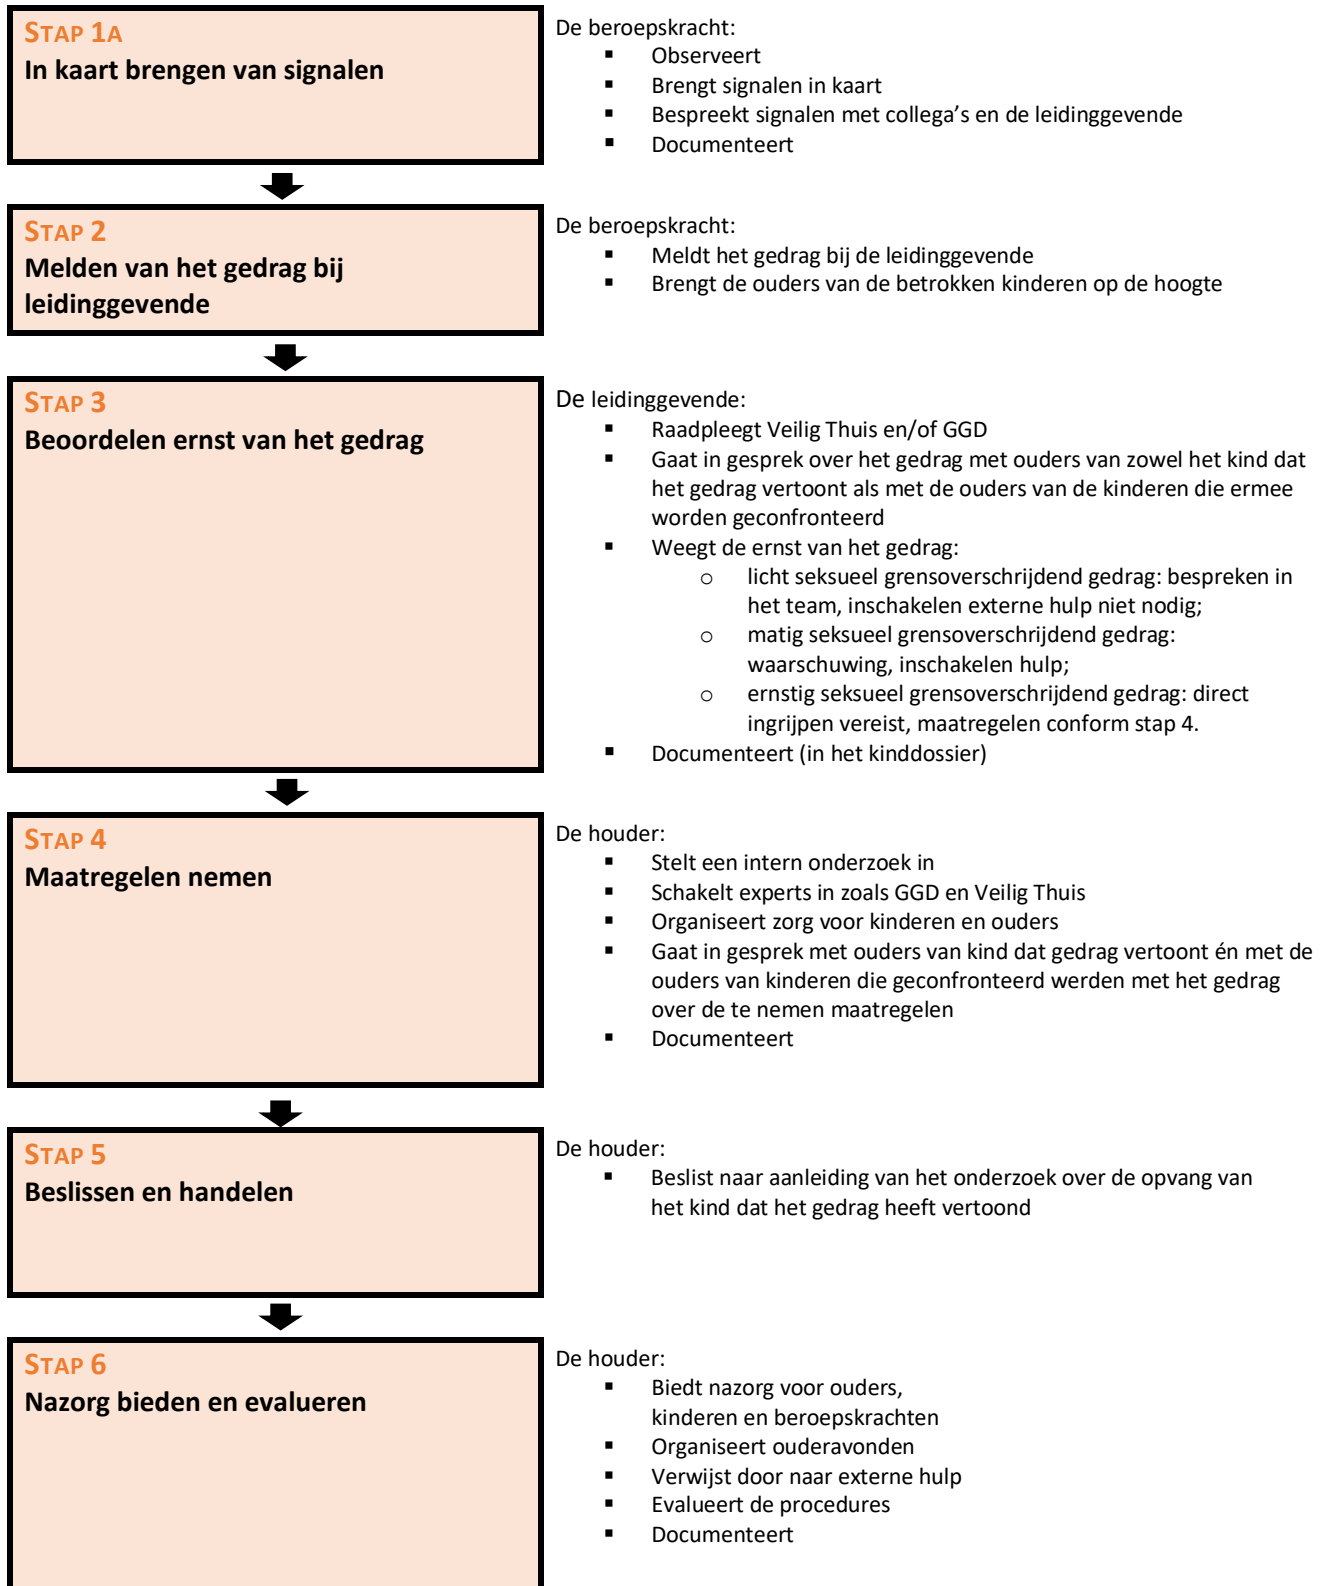 STAP 1A
In kaart brengen van signalen
De beroepskracht:
▪ Observeert
▪ Brengt signalen in kaart
▪ Bespreekt signalen met collega's en de leidinggevende
▪ Documenteert
STAP 2
Melden van het gedrag bij
leidinggevende
De beroepskracht:
▪ Meldt het gedrag bij de leidinggevende
▪ Brengt de ouders van de betrokken kinderen op de hoogte
STAP 3
Beoordelen ernst van het gedrag
De leidinggevende:
▪ Raadpleegt Veilig Thuis en/of GGD
▪ Gaat in gesprek over het gedrag met ouders van zowel het kind dat
het gedrag vertoont als met de ouders van de kinderen die ermee
worden geconfronteerd
▪ Weegt de ernst van het gedrag:
o licht seksueel grensoverschrijdend gedrag: bespreken in
het team, inschakelen externe hulp niet nodig;
o matig seksueel grensoverschrijdend gedrag:
waarschuwing, inschakelen hulp;
o ernstig seksueel grensoverschrijdend gedrag: direct
ingrijpen vereist, maatregelen conform stap 4.
▪ Documenteert (in het kinddossier)
STAP 4
Maatregelen nemen
De houder:
▪ Stelt een intern onderzoek in
▪ Schakelt experts in zoals GGD en Veilig Thuis
▪ Organiseert zorg voor kinderen en ouders
▪ Gaat in gesprek met ouders van kind dat gedrag vertoont én met de
ouders van kinderen die geconfronteerd werden met het gedrag
over de te nemen maatregelen
▪ Documenteert
STAP 5
Beslissen en handelen
De houder:
▪ Beslist naar aanleiding van het onderzoek over de opvang van
het kind dat het gedrag heeft vertoond
STAP 6
Nazorg bieden en evalueren
De houder:
▪ Biedt nazorg voor ouders,
kinderen en beroepskrachten
▪ Organiseert ouderavonden
▪ Verwijst door naar externe hulp
▪ Evalueert de procedures
▪ Documenteert